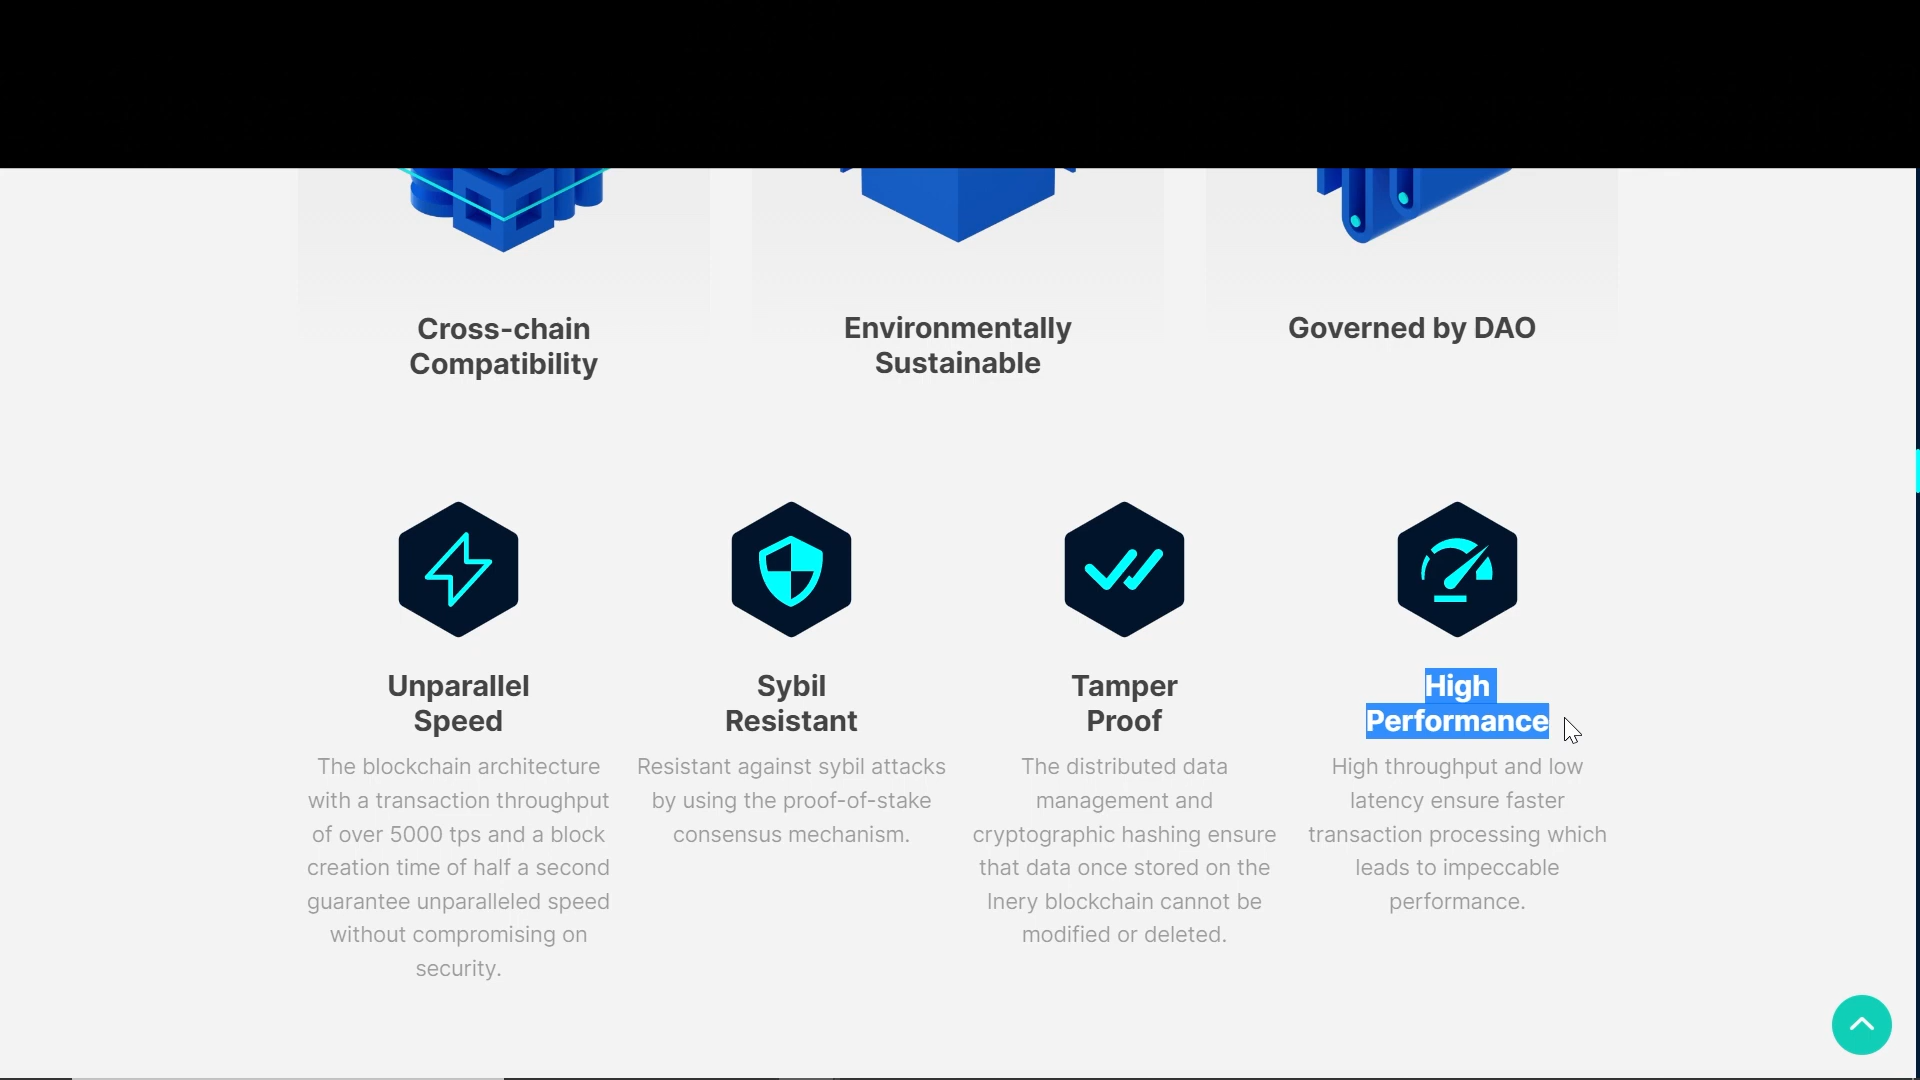 Cross-chain
Compatibility
Environmentally
Sustainable
Governed by DAO
Unparallel
Speed
The blockchain architecture
with a transaction throughput
of over 5000 tps and a block
creation time of half a second
guarantee unparalleled speed
without compromising on
security.
Sybil
Resistant
Resistant against sybil attacks
by using the proof-of-stake
consensus mechanism.
Tamper
Proof
The distributed data
management and
cryptographic hashing ensure
that data once stored on the
Inery blockchain cannot be
modified or deleted.
High
Performance
High throughput and low
latency ensure faster
transaction processing which
leads to impeccable
performance.